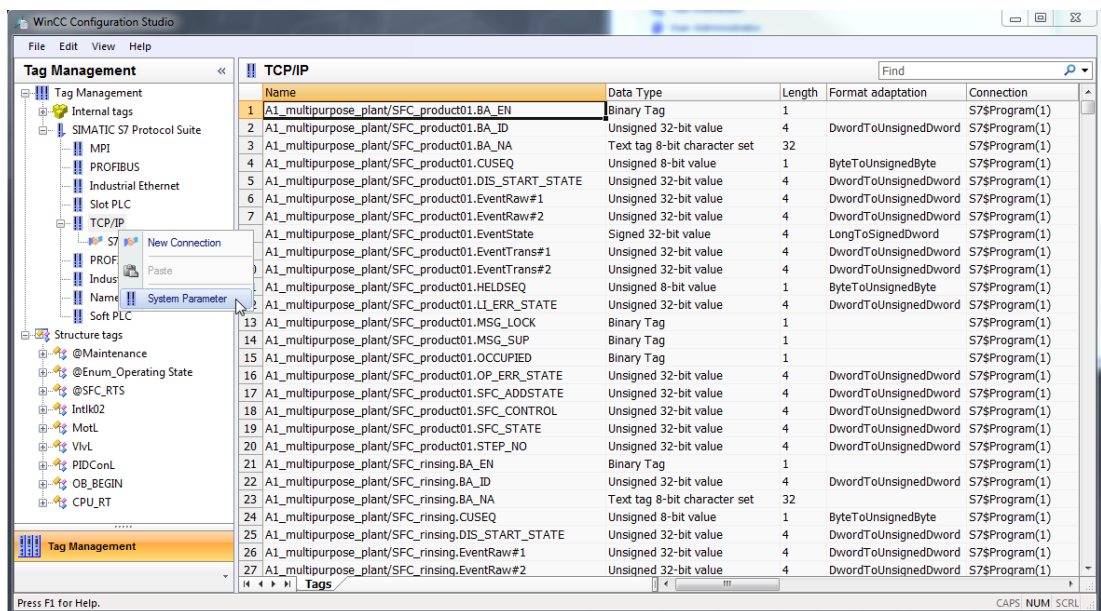 WinCC Configuration Studio
File Edit View Help
Tag Management «
TCP/IP
Find
Tag Management
Internal tags
SIMATIC S7 Protocol Suite
MPI
PROFIBUS
Industrial Ethernet
Slot PLC
TCP/IP
S7
PROF
Indus
Name
Soft PLC
Structure tags
@Maintenance
@Enum_Operating State
@SFC_RTS
Intlk02
MotL
VlvL
PIDConL
OB_BEGIN
CPU_RT
Tag Management
New Connection
Paste
System Parameter
Name Data Type Length Format adaptation Connection
1 A1_multipurpose_plant/SFC_product01.BA_EN Binary Tag 1 S7$Program(1)
2 A1_multipurpose_plant/SFC_product01.BA_ID Unsigned 32-bit value 4 DwordToUnsignedDword S7$Program(1)
3 A1_multipurpose_plant/SFC_product01.BA_NA Text tag 8-bit character set 32 S7$Program(1)
4 A1_multipurpose_plant/SFC_product01.CUSEQ Unsigned 8-bit value 1 ByteToUnsignedByte S7$Program(1)
5 A1_multipurpose_plant/SFC_product01.DIS_START_STATE Unsigned 32-bit value 4 DwordToUnsignedDword S7$Program(1)
6 A1_multipurpose_plant/SFC_product01.EventRaw#1 Unsigned 32-bit value 4 DwordToUnsignedDword S7$Program(1)
7 A1_multipurpose_plant/SFC_product01.EventRaw#2 Unsigned 32-bit value 4 DwordToUnsignedDword S7$Program(1)
A1_multipurpose_plant/SFC_product01.EventState Signed 32-bit value 4 LongToSignedDword S7$Program(1)
A1_multipurpose_plant/SFC_product01.EventTrans#1 Unsigned 32-bit value 4 DwordToUnsignedDword S7$Program(1)
A1_multipurpose_plant/SFC_product01.EventTrans#2 Unsigned 32-bit value 4 DwordToUnsignedDword S7$Program(1)
A1_multipurpose_plant/SFC_product01.HELDSEQ Unsigned 8-bit value 1 ByteToUnsignedByte S7$Program(1)
A1_multipurpose_plant/SFC_product01.LI_ERR_STATE Unsigned 32-bit value 4 DwordToUnsignedDword S7$Program(1)
13 A1_multipurpose_plant/SFC_product01.MSG_LOCK Binary Tag 1 S7$Program(1)
14 A1_multipurpose_plant/SFC_product01.MSG_SUP Binary Tag 1 S7$Program(1)
15 A1_multipurpose_plant/SFC_product01.OCCUPIED Binary Tag 1 S7$Program(1)
16 A1_multipurpose_plant/SFC_product01.OP_ERR_STATE Unsigned 32-bit value 4 DwordToUnsignedDword S7$Program(1)
17 A1_multipurpose_plant/SFC_product01.SFC_ADDSTATE Unsigned 32-bit value 4 DwordToUnsignedDword S7$Program(1)
18 A1_multipurpose_plant/SFC_product01.SFC_CONTROL Unsigned 32-bit value 4 DwordToUnsignedDword S7$Program(1)
19 A1_multipurpose_plant/SFC_product01.SFC_STATE Unsigned 32-bit value 4 DwordToUnsignedDword S7$Program(1)
20 A1_multipurpose_plant/SFC_product01.STEP_NO Unsigned 32-bit value 4 DwordToUnsignedDword S7$Program(1)
21 A1_multipurpose_plant/SFC_rinsing.BA_EN Binary Tag 1 S7$Program(1)
22 A1_multipurpose_plant/SFC_rinsing.BA_ID Unsigned 32-bit value 4 DwordToUnsignedDword S7$Program(1)
23 A1_multipurpose_plant/SFC_rinsing.BA_NA Text tag 8-bit character set 32 S7$Program(1)
24 A1_multipurpose_plant/SFC_rinsing.CUSEQ Unsigned 8-bit value 1 ByteToUnsignedByte S7$Program(1)
25 A1_multipurpose_plant/SFC_rinsing.DIS_START_STATE Unsigned 32-bit value 4 DwordToUnsignedDword S7$Program(1)
26 A1_multipurpose_plant/SFC_rinsing.EventRaw#1 Unsigned 32-bit value 4 DwordToUnsignedDword S7$Program(1)
27 A1_multipurpose_plant/SFC_rinsing.EventRaw#2 Unsigned 32-bit value 4 DwordToUnsignedDword S7$Program(1)
Tags
Press F1 for Help.
CAPS NUM SCRL